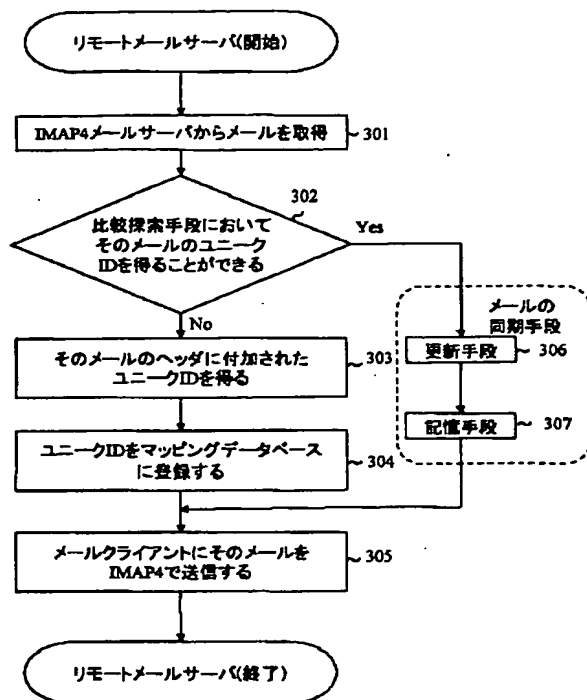 リモートメールサーバ(開始)
IMAP4メールサーバからメールを取得
301
302
比較探索手段において
そのメールのユニーク
IDを得ることができる
Yes
No
そのメールのヘッダに付加された
ユニークIDを得る
303
ユニークIDをマッピングデータベース
に登録する
304
メールの
同期手段
更新手段
306
記憶手段
307
メールクライアントにそのメールを
IMAP4で送信する
305
リモートメールサーバ(終了)